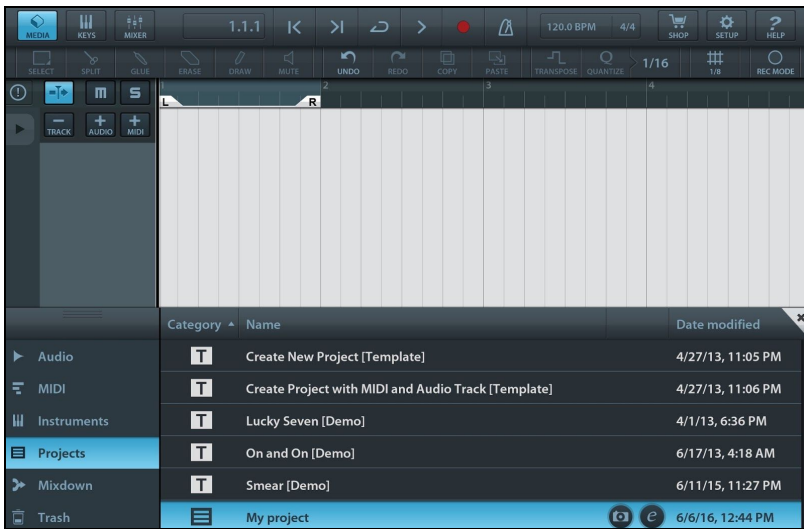 1.1.1 120.0 BPM 4/4
MEDIA KEYS MIXER SHOP SETUP HELP
SELECT SPLIT GLUE ERASE DRAW MUTE UNDO REDO COPY PASTE TRANSPOSE QUANTIZE 1/16 1/8 REC MODE
m S 1 2 3 4
L R
TRACK AUDIO MIDI
Category Name Date modified
Audio T Create New Project [Template] 4/27/13, 11:05 PM
MIDI T Create Project with MIDI and Audio Track [Template] 4/27/13, 11:06 PM
Instruments T Lucky Seven [Demo] 4/1/13, 6:36 PM
Projects T On and On [Demo] 6/17/13, 4:18 AM
Mixdown T Smear [Demo] 6/11/15, 11:27 PM
Trash My project e 6/6/16, 12:44 PM